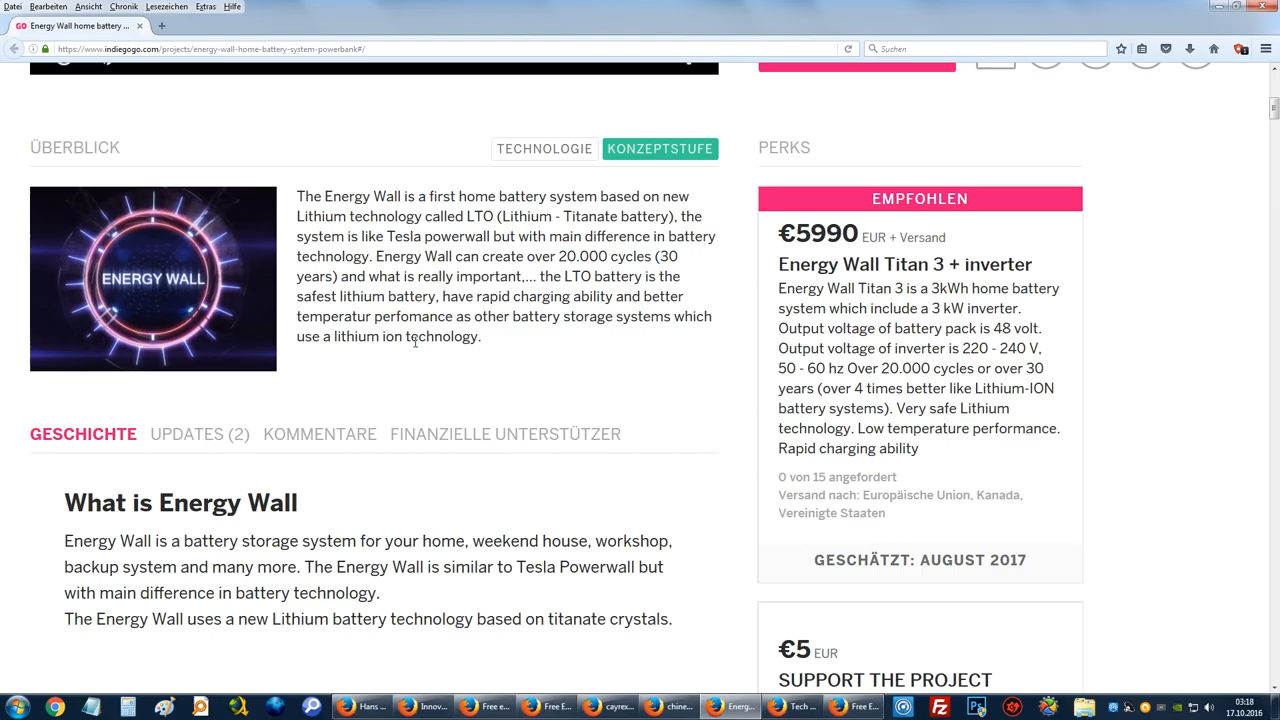 Datei Bearbeiten Ansicht Chronik Lesezeichen Extras Hilfe
GO Energy Wall home battery ...
https://www.indiegogo.com/projects/energy-wall-home-battery-system-powerbank#/
Suchen
ÜBERBLICK
TECHNOLOGIE
KONZEPTSTUFE
PERKS
ENERGY WALL
The Energy Wall is a first home battery system based on new
Lithium technology called LTO (Lithium - Titanate battery), the
system is like Tesla powerwall but with main difference in battery
technology. Energy Wall can create over 20.000 cycles (30
years) and what is really important,... the LTO battery is the
safest lithium battery, have rapid charging ability and better
temperatur perfomance as other battery storage systems which
use a lithium ion technology.
EMPFOHLEN
€5990 EUR + Versand
Energy Wall Titan 3 + inverter
Energy Wall Titan 3 is a 3kWh home battery
system which include a 3 kW inverter.
Output voltage of battery pack is 48 volt.
Output voltage of inverter is 220 - 240 V,
50 - 60 hz Over 20.000 cycles or over 30
years (over 4 times better like Lithium-ION
battery systems). Very safe Lithium
technology. Low temperature performance.
Rapid charging ability
0 von 15 angefordert
Versand nach: Europäische Union, Kanada,
Vereinigte Staaten
GESCHÄTZT: AUGUST 2017
GESCHICHTE UPDATES (2) KOMMENTARE FINANZIELLE UNTERSTÜTZER
What is Energy Wall
Energy Wall is a battery storage system for your home, weekend house, workshop,
backup system and many more. The Energy Wall is similar to Tesla Powerwall but
with main difference in battery technology.
The Energy Wall uses a new Lithium battery technology based on titanate crystals.
€5 EUR
SUPPORT THE PROJECT
Hans ... Innov... Free e... Free E... cayrex... chine... Energ... Tech ... Free E...
03:18
17.10.2016